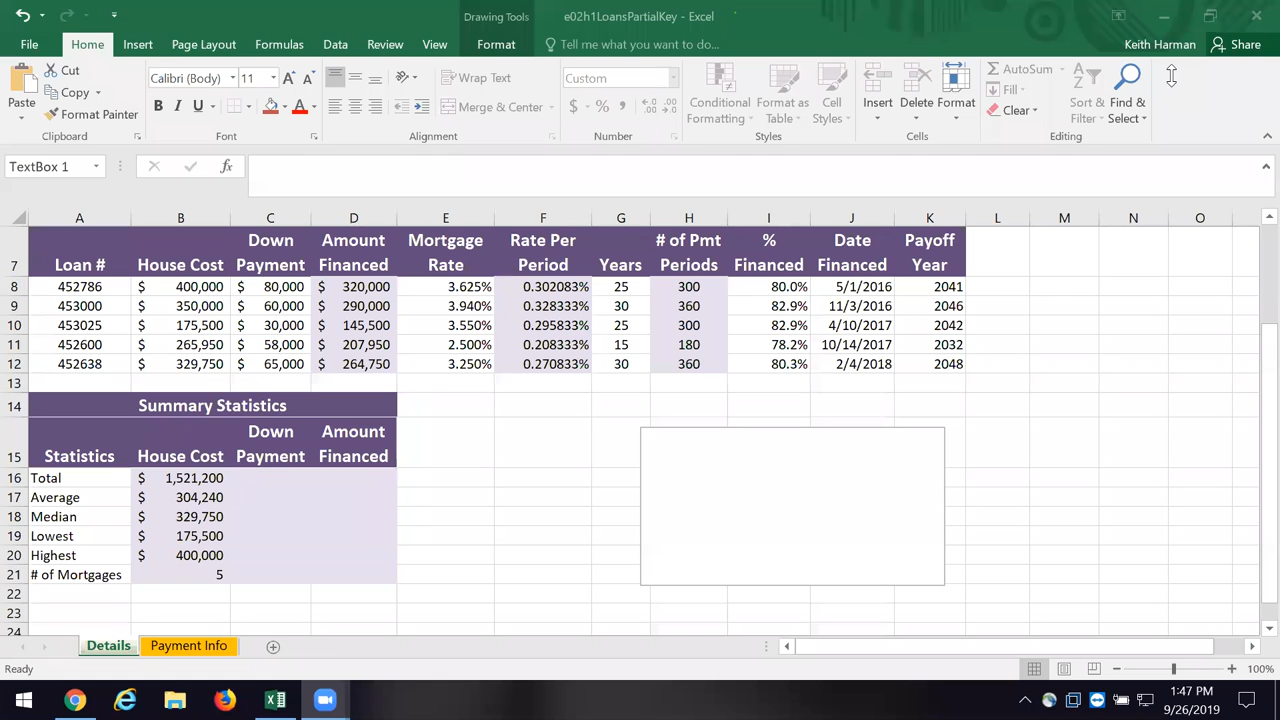 Drawing Tools e02h1LoansPartialKey - Excel
File Home Insert Page Layout Formulas Data Review View Format Tell me what you want to do... Keith Harman Share
Paste Cut Copy Format Painter
Calibri (Body) 11 Wrap Text Merge & Center Custom
Conditional Formatting Format as Table Cell Styles Insert Delete Format AutoSum Fill Clear Sort & Filter Find & Select
Clipboard Font Alignment Number Styles Cells Editing
TextBox 1 fx
A B C D E F G H I J K L M N O
7 Loan # House Cost Down Payment Amount Financed Mortgage Rate Rate Per Period Years # of Pmt Periods % Financed Date Financed Payoff Year
8 452786 $ 400,000 $ 80,000 $ 320,000 3.625% 0.302083% 25 300 80.0% 5/1/2016 2041
9 453000 $ 350,000 $ 60,000 $ 290,000 3.940% 0.328333% 30 360 82.9% 11/3/2016 2046
10 453025 $ 175,500 $ 30,000 $ 145,500 3.550% 0.295833% 25 300 82.9% 4/10/2017 2042
11 452600 $ 265,950 $ 58,000 $ 207,950 2.500% 0.208333% 15 180 78.2% 10/14/2017 2032
12 452638 $ 329,750 $ 65,000 $ 264,750 3.250% 0.270833% 30 360 80.3% 2/4/2018 2048
13
14 Summary Statistics
15 Statistics House Cost Down Payment Amount Financed
16 Total $ 1,521,200
17 Average $ 304,240
18 Median $ 329,750
19 Lowest $ 175,500
20 Highest $ 400,000
21 # of Mortgages 5
22
23
24
Details Payment Info
Ready 100%
1:47 PM
9/26/2019